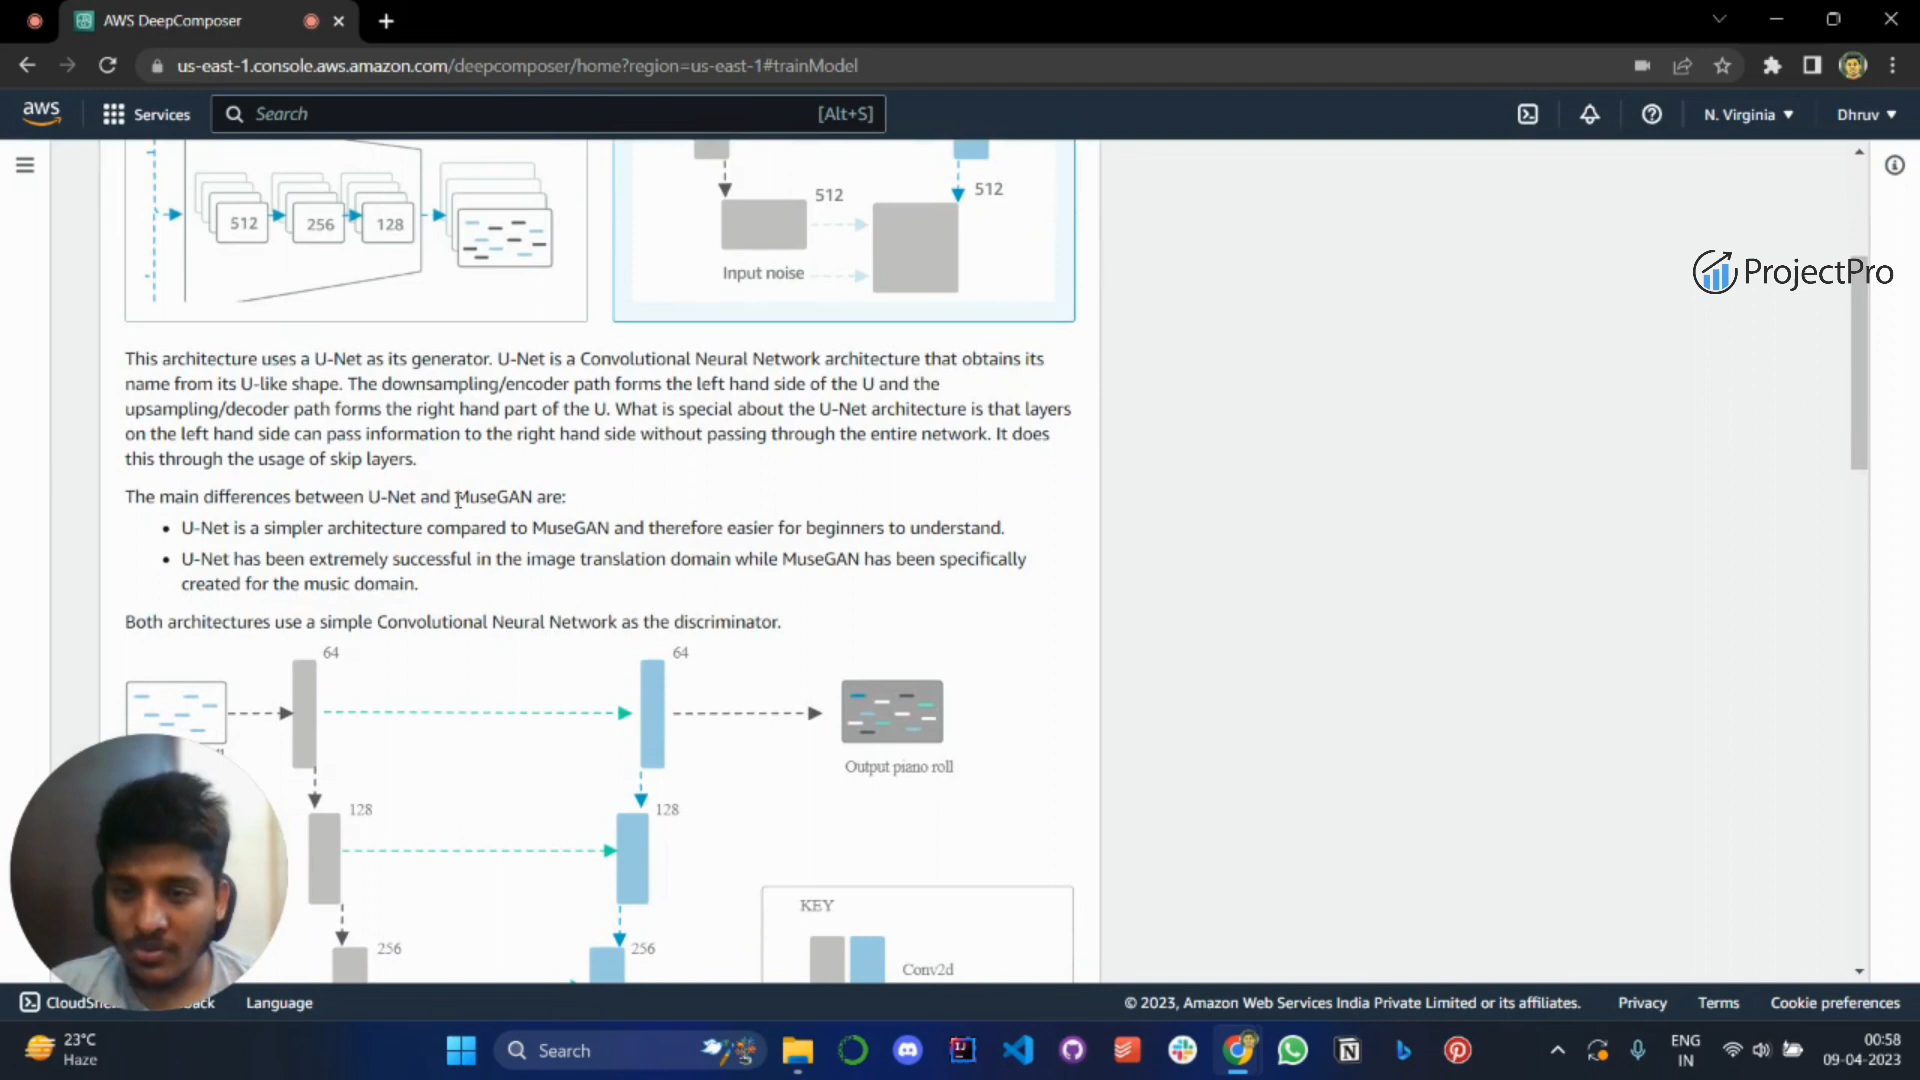 AWS DeepComposer
us-east-1.console.aws.amazon.com/deepcomposer/home?region=us-east-1#trainModel
aws
Services
Search
[Alt+S]
N. Virginia
Dhruv
512
256
128
512
512
Input noise
ProjectPro
This architecture uses a U-Net as its generator. U-Net is a Convolutional Neural Network architecture that obtains its
name from its U-like shape. The downsampling/encoder path forms the left hand side of the U and the
upsampling/decoder path forms the right hand part of the U. What is special about the U-Net architecture is that layers
on the left hand side can pass information to the right hand side without passing through the entire network. It does
this through the usage of skip layers.
The main differences between U-Net and MuseGAN are:
• U-Net is a simpler architecture compared to MuseGAN and therefore easier for beginners to understand.
• U-Net has been extremely successful in the image translation domain while MuseGAN has been specifically
created for the music domain.
Both architectures use a simple Convolutional Neural Network as the discriminator.
64
64
Output piano roll
128
128
KEY
256
256
Conv2d
Language
© 2023, Amazon Web Services India Private Limited or its affiliates.
Privacy
Terms
Cookie preferences
23°C
Haze
Search
ENG
IN
00:58
09-04-2023